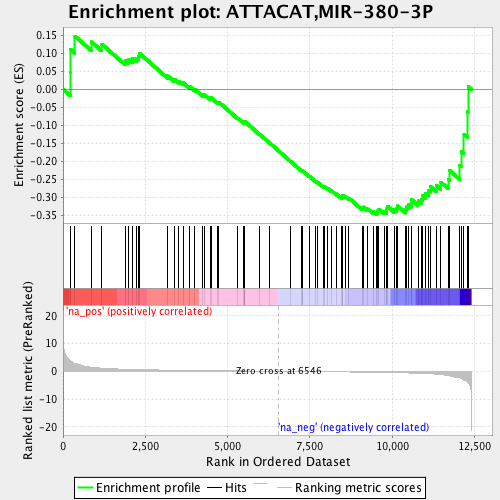 Enrichment plot: ATTACAT,MIR-380-3P
Enrichment score (ES)
0.15
0.10
0.05
0.00
-0.05
-0.10
-0.15
-0.20
-0.25
-0.30
-0.35
'na_pos' (positively correlated)
Ranked list metric (PreRanked)
20
10
0
-10
-20
Zero cross at 6546
'na_neg' (negatively correlated)
0
2,500
5,000
7,500
10,000
12,500
Rank in Ordered Dataset
Enrichment profile
Hits
Ranking metric scores